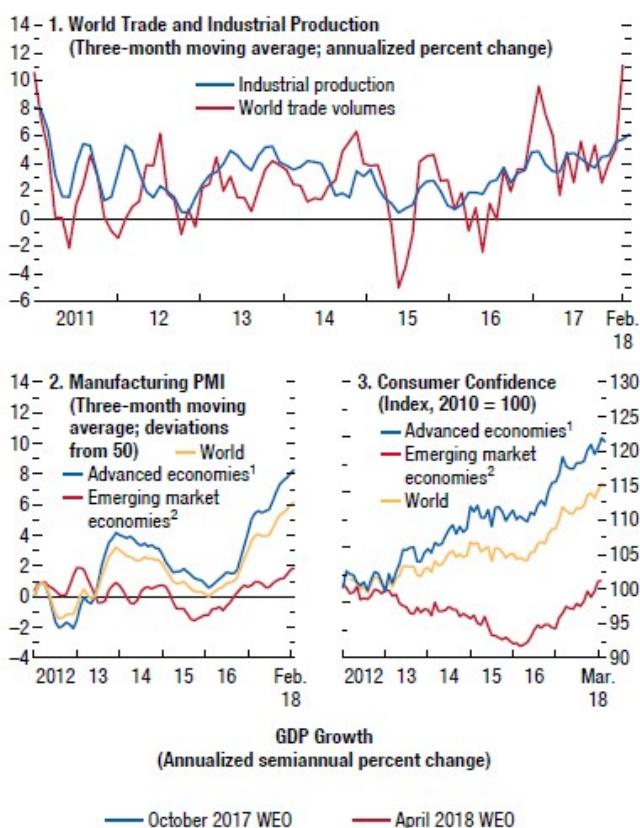 14
12
10
8
6
4
2
0
−2
−4
−6
1. World Trade and Industrial Production
(Three-month moving average; annualized percent change)
Industrial production
World trade volumes
2011 12 13 14 15 16 17 Feb.
18
14
12
10
8
6
4
2
0
−2
−4
2. Manufacturing PMI
(Three-month moving
average; deviations
from 50)
World
Advanced economies¹
Emerging market
economies²
2012 13 14 15 16 Feb.
18
3. Consumer Confidence
(Index, 2010 = 100)
Advanced economies¹
Emerging market
economies²
World
130
120
115
110
105
100
95
90
2012 13 14 15 16 Mar.
18
GDP Growth
(Annualized semiannual percent change)
October 2017 WEO
April 2018 WEO